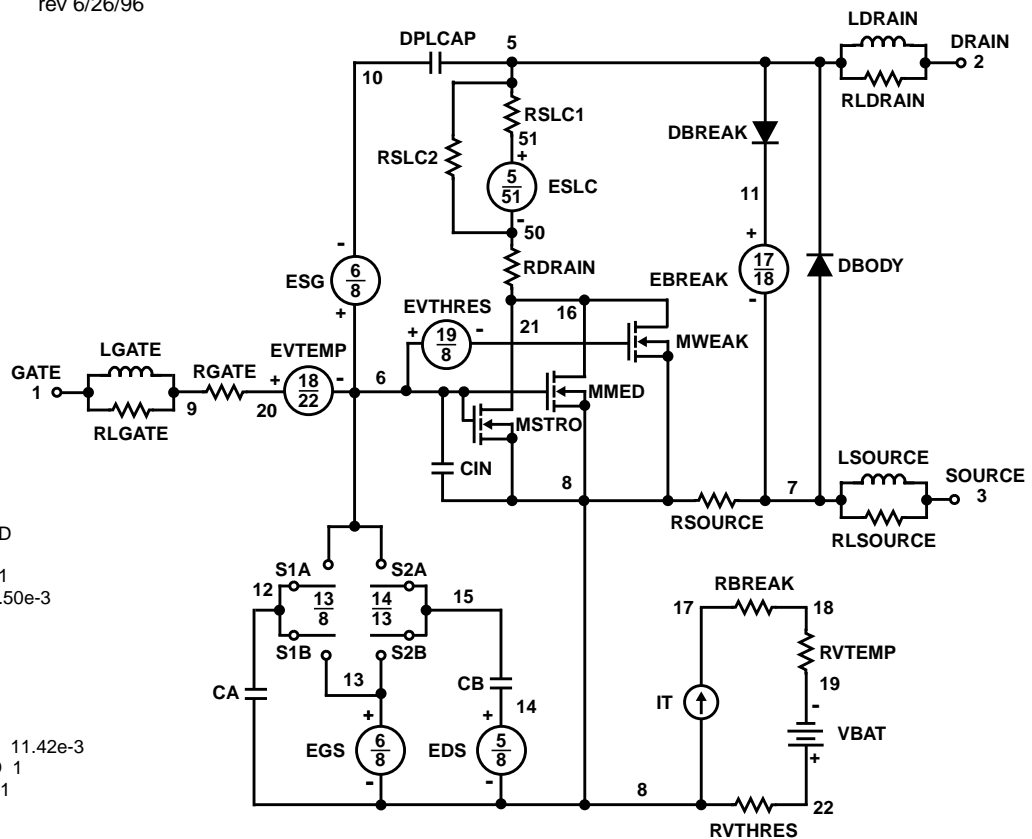 rev 6/26/96
LDRAIN
DPLCAP
5
DRAIN
2
10
RLDRAIN
RSLC1
51
DBREAK
RSLC2
+
5
51
ESLC
11
-
50
-
+
17
18
EBREAK
-
DBODY
ESG
6
8
+
RDRAIN
EVTHRES
16
21
+
19
8
-
MWEAK
LGATE
EVTEMP
GATE
1
RGATE
+
18
22
-
6
MMED
9
20
RLGATE
MSTRO
CIN
8
LSOURCE
7
SOURCE
3
RSOURCE
RLSOURCE
D
1
.50e-3
S1A
S2A
12
13
8
14
13
15
RBREAK
17
18
S1B
S2B
RVTEMP
13
CA
CB
19
14
IT
-
VBAT
+
+
+
EGS
6
8
EDS
5
8
-
-
11.42e-3
1
1
8
22
RVTHRES